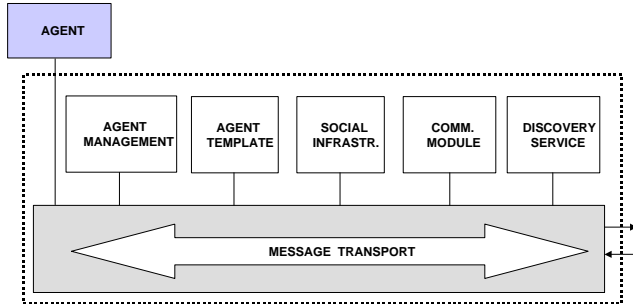 AGENT
AGENT
MANAGEMENT
AGENT
TEMPLATE
SOCIAL
INFRASTR.
COMM.
MODULE
DISCOVERY
SERVICE
MESSAGE TRANSPORT